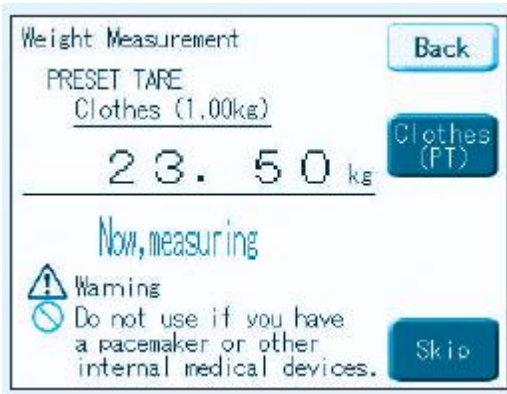 Weight Measurement
Back
PRESET TARE
Clothes (1.00kg)
Clothes
(PT)
23.50 kg
Now,measuring
Warning
Do not use if you have
a pacemaker or other
internal medical devices.
Skip